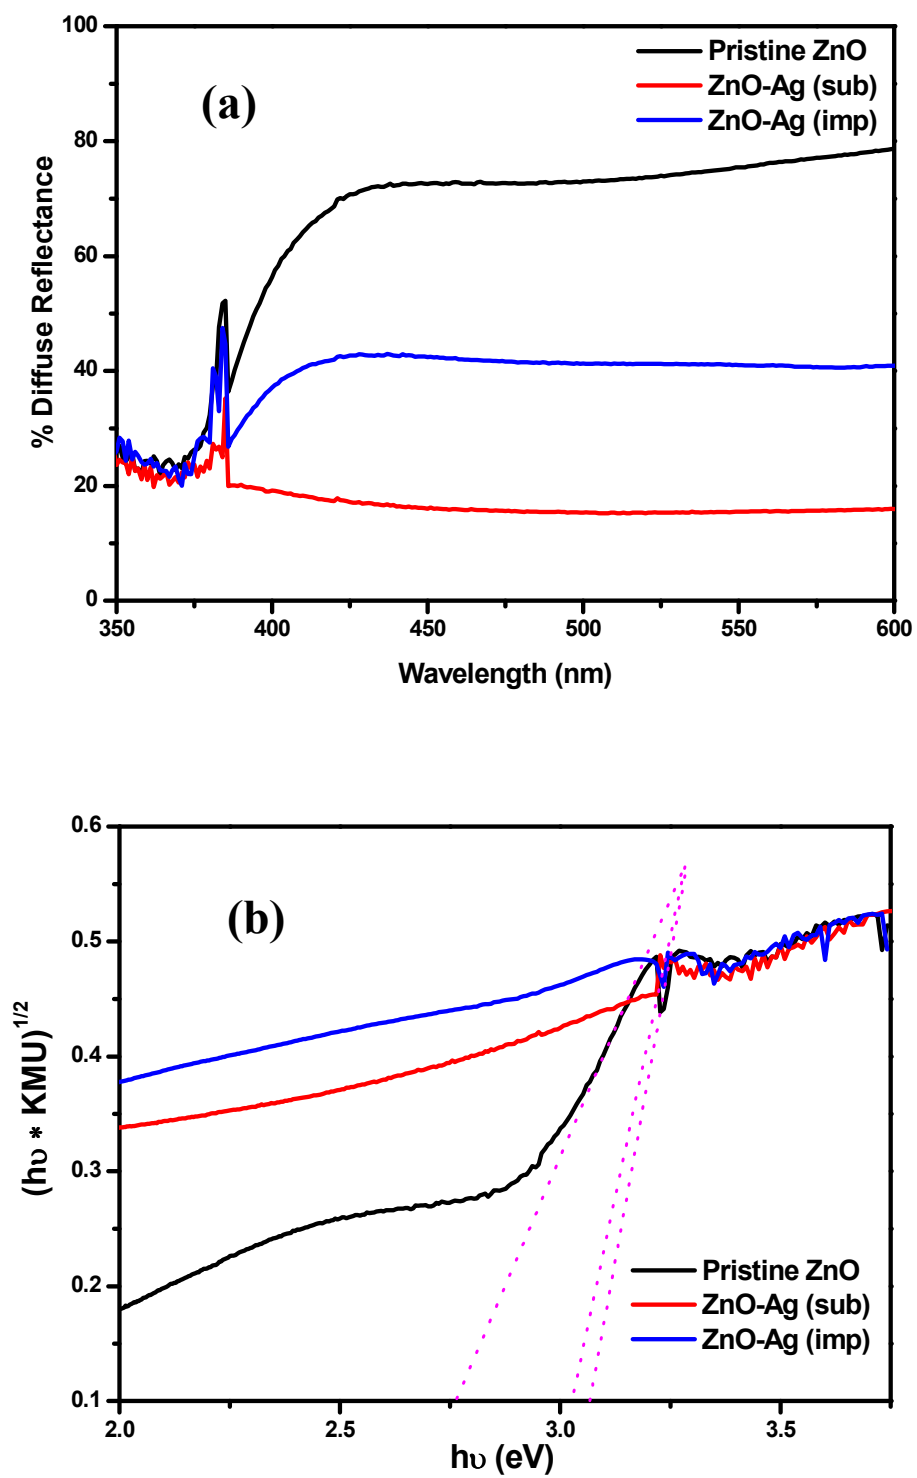 100
80
60
40
20
0
% Diffuse Reflectance
(a)
Pristine ZnO
ZnO-Ag (sub)
ZnO-Ag (imp)
350 400 450 500 550 600
Wavelength (nm)
0.6
0.5
0.4
0.3
0.2
0.1
(hυ * KMU)^1/2
(b)
Pristine ZnO
ZnO-Ag (sub)
ZnO-Ag (imp)
2.0 2.5 3.0 3.5
hυ (eV)